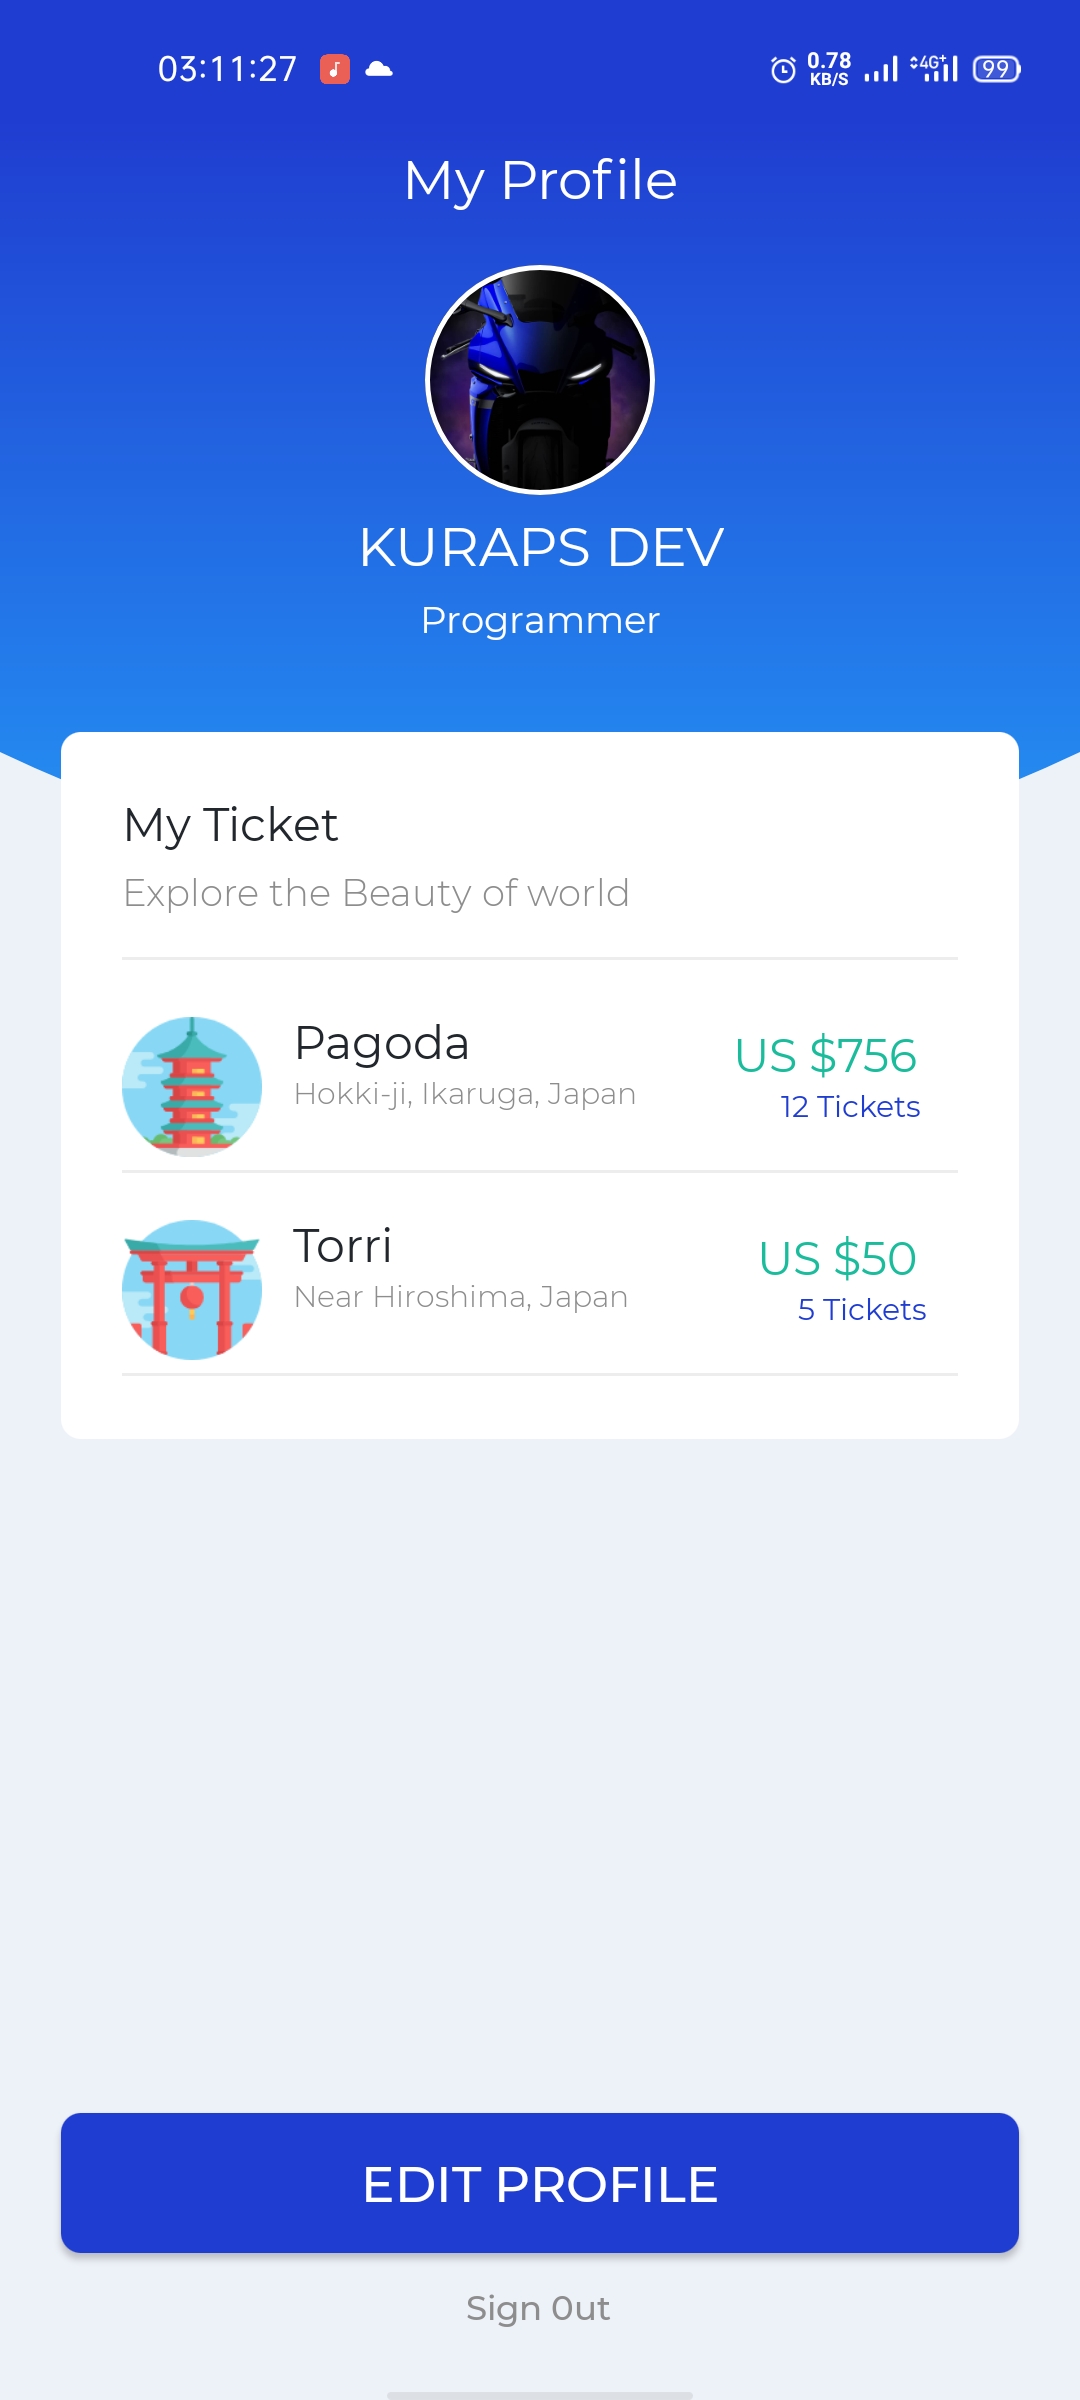 03:11:27 0.78 KB/S 4G+ 99
My Profile
KURAPS DEV
Programmer
My Ticket
Explore the Beauty of world
Pagoda
Hokki-ji, Ikaruga, Japan
US $756
12 Tickets
Torri
Near Hiroshima, Japan
US $50
5 Tickets
EDIT PROFILE
Sign 0ut